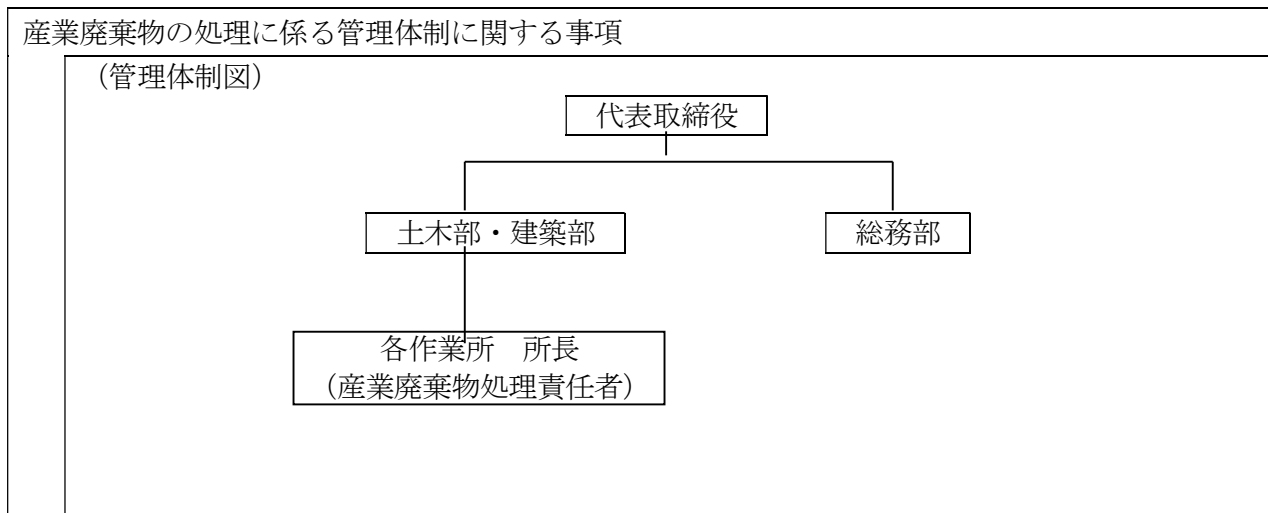 産業廃棄物の処理に係る管理体制に関する事項
（管理体制図）
代表取締役
土木部・建築部
総務部
各作業所　所長
（産業廃棄物処理責任者）